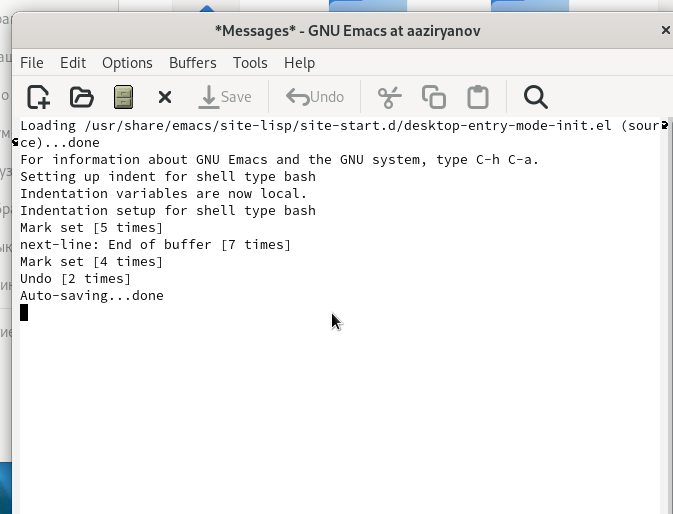 *Messages* - GNU Emacs at aaziryanov
File Edit Options Buffers Tools Help
Save Undo
Loading /usr/share/emacs/site-lisp/site-start.d/desktop-entry-mode-init.el (sour
ce)...done
For information about GNU Emacs and the GNU system, type C-h C-a.
Setting up indent for shell type bash
Indentation variables are now local.
Indentation setup for shell type bash
Mark set [5 times]
next-line: End of buffer [7 times]
Mark set [4 times]
Undo [2 times]
Auto-saving...done